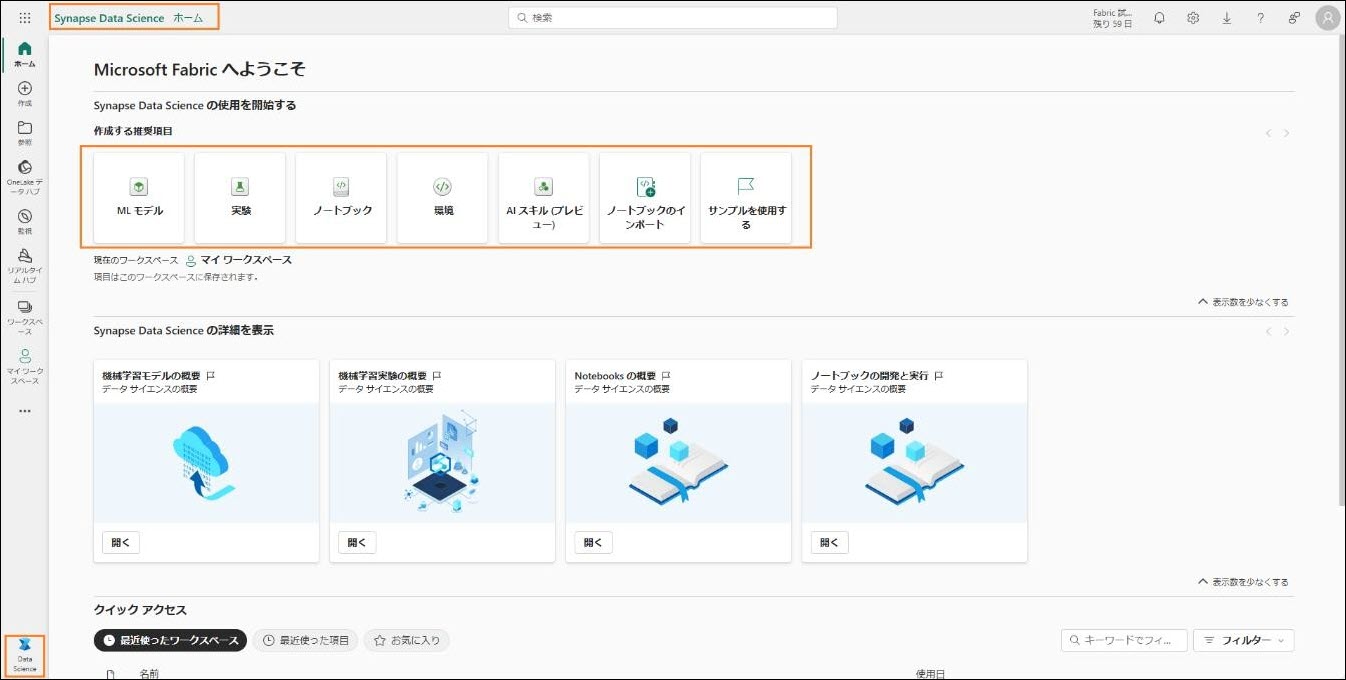 Synapse Data Science ホーム
検索
Fabric 試...
残り 59 日
ホーム
作成
参照
OneLake デ
ータ ハブ
監視
リアルタイ
ム ハブ
ワークスペ
ース
マイ ワーク
スペース
Data
Science
Microsoft Fabric へようこそ
Synapse Data Science の使用を開始する
作成する推奨項目
ML モデル
実験
ノートブック
環境
AI スキル (プレビ
ュー)
ノートブックのイ
ンポート
サンプルを使用す
る
現在のワークスペース マイ ワークスペース
項目はこのワークスペースに保存されます。
表示数を少なくする
Synapse Data Science の詳細を表示
機械学習モデルの概要
データ サイエンスの概要
開く
機械学習実験の概要
データ サイエンスの概要
開く
Notebooks の概要
データ サイエンスの概要
開く
ノートブックの開発と実行
データ サイエンスの概要
開く
表示数を少なくする
クイック アクセス
最近使ったワークスペース
最近使った項目
お気に入り
キーワードでフィ...
フィルター
名前
使用日